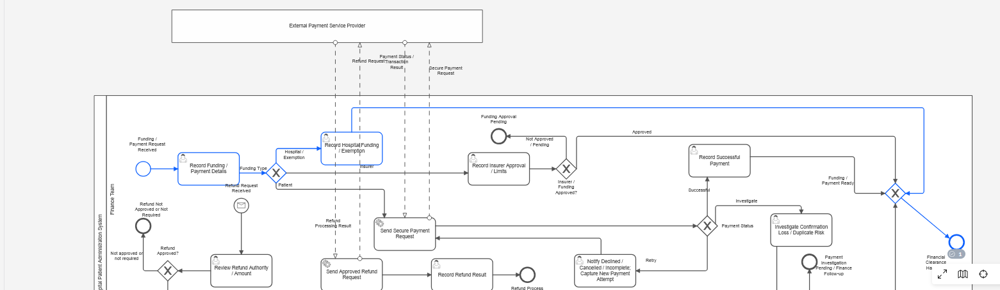 External Payment Service Provider
Refund Request
Payment Status /
Transaction
Result
Secure Payment
Request
Funding Approval
Pending
Approved
Funding /
Payment Request
Received
Hospital /
Exemption
Record Hospital Funding
/ Exemption
Not Approved
/ Pending
Record Successful
Payment
Record Funding /
Payment Details
Funding Type
Insurer
Record Insurer Approval
/ Limits
Insurer /
Funding
Approved?
Funding /
Payment Ready
Refund Request
Received
Patient
Successful
Investigate
Finance Team
Refund Not
Approved or Not
Required
Refund
Processing Result
Send Secure Payment
Request
Payment Status
Investigate Confirmation
Loss / Duplicate Risk
1
Not approved or
not required
Refund
Approved?
Review Refund Authority
/ Amount
Send Approved Refund
Request
Record Refund Result
Refund Process
Notify Declined /
Cancelled / Incomplete;
Capture New Payment
Attempt
Retry
Payment
Investigation
Pending / Finance
Follow-up
Financial
Clearance
Ha
pital Patient Administration System